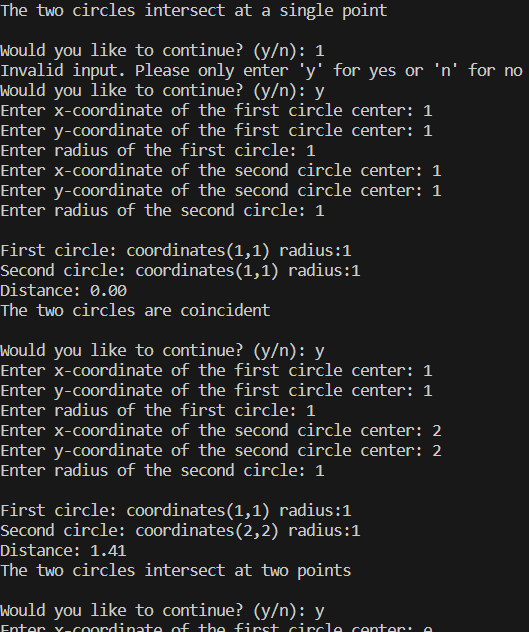 The two circles intersect at a single point
Would you like to continue? (y/n): 1
Invalid input. Please only enter 'y' for yes or 'n' for no
Would you like to continue? (y/n): y
Enter x-coordinate of the first circle center: 1
Enter y-coordinate of the first circle center: 1
Enter radius of the first circle: 1
Enter x-coordinate of the second circle center: 1
Enter y-coordinate of the second circle center: 1
Enter radius of the second circle: 1
First circle: coordinates(1,1) radius:1
Second circle: coordinates(1,1) radius:1
Distance: 0.00
The two circles are coincident
Would you like to continue? (y/n): y
Enter x-coordinate of the first circle center: 1
Enter y-coordinate of the first circle center: 1
Enter radius of the first circle: 1
Enter x-coordinate of the second circle center: 2
Enter y-coordinate of the second circle center: 2
Enter radius of the second circle: 1
First circle: coordinates(1,1) radius:1
Second circle: coordinates(2,2) radius:1
Distance: 1.41
The two circles intersect at two points
Would you like to continue? (y/n): y
Enter x-coordinate of the first circle center: e